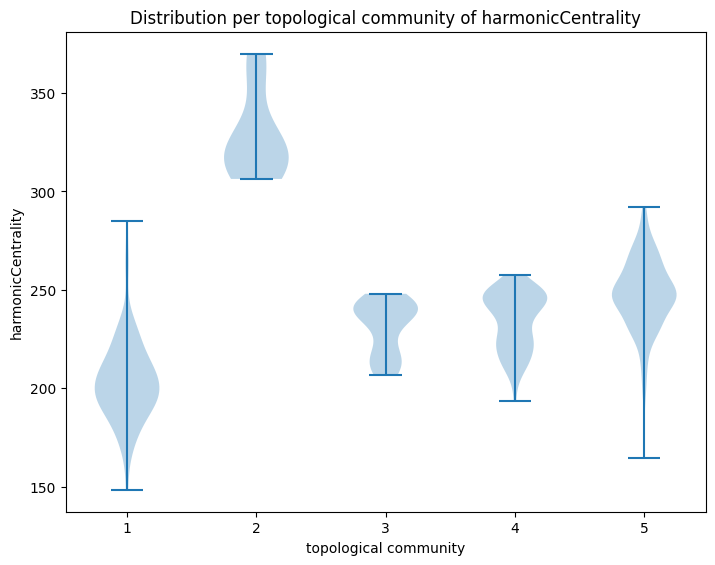 Distribution per topological community of harmonicCentrality
350
300
250
200
150
harmonicCentrality
1 2 3 4 5
topological community